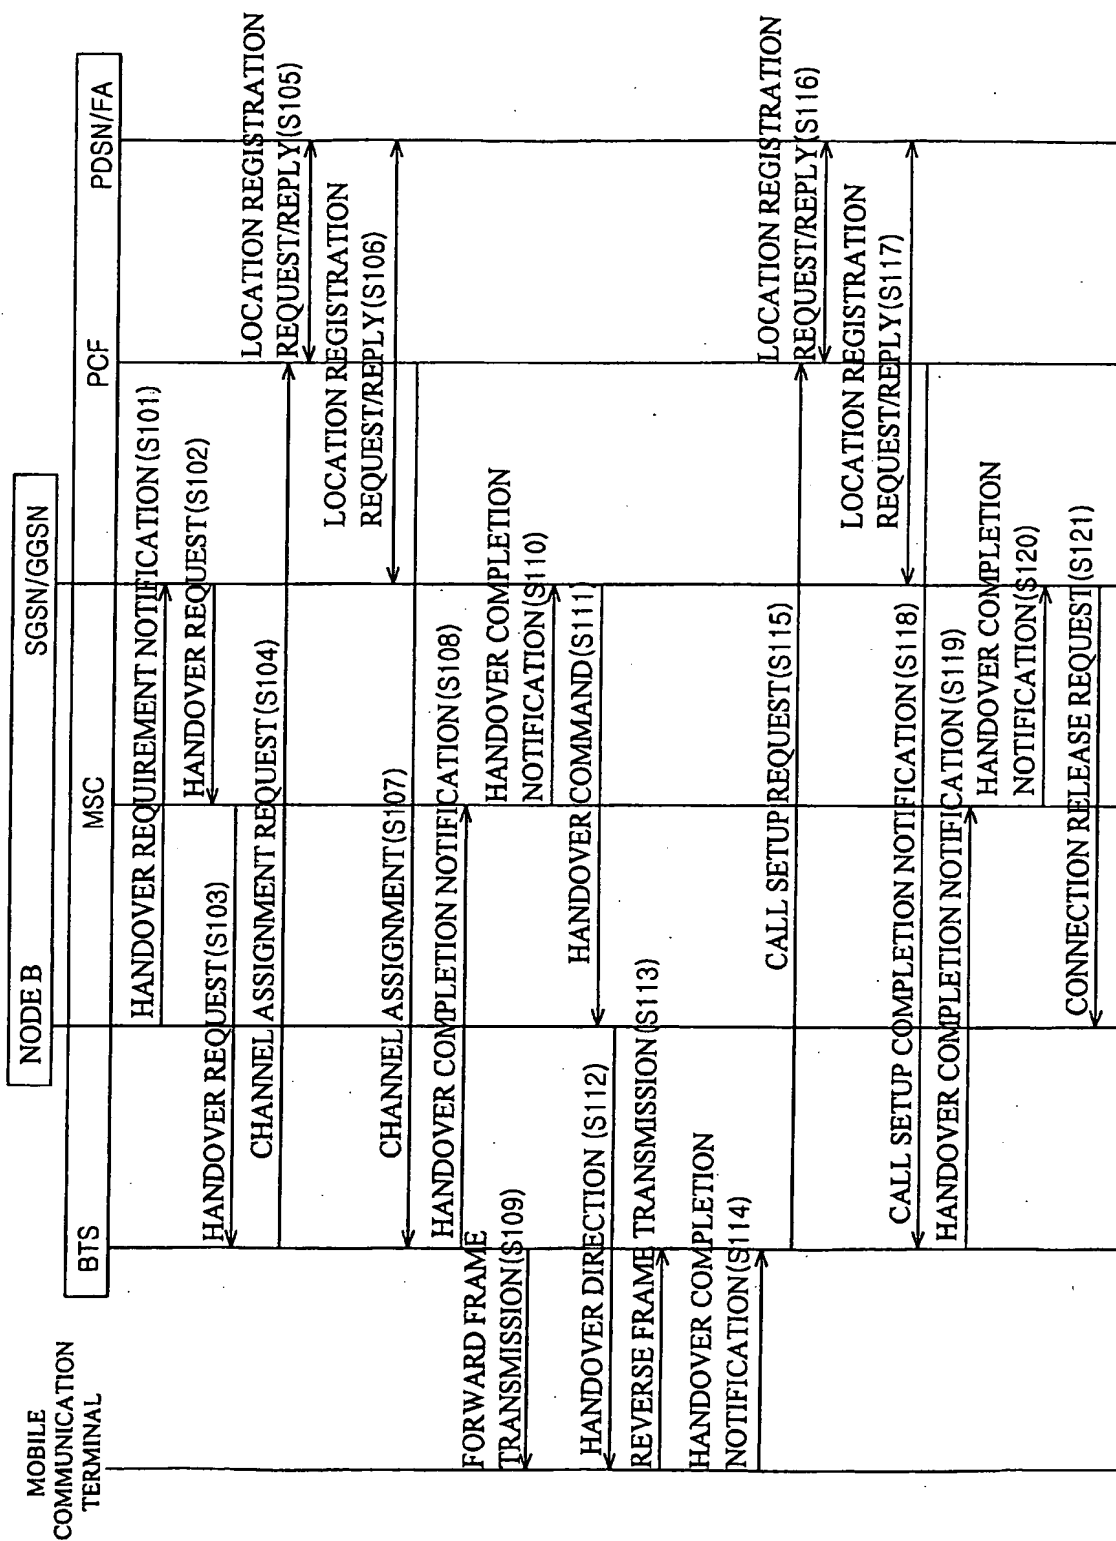 NODE B
SGSN/GGSN
MOBILE
COMMUNICATION
TERMINAL
BTS
MSC
PCF
PDSN/FA
HANDOVER REQUIREMENT NOTIFICATION(S101)
HANDOVER REQUEST(S102)
HANDOVER REQUEST(S103)
CHANNEL ASSIGNMENT REQUEST(S104)
LOCATION REGISTRATION
REQUEST/REPLY(S105)
LOCATION REGISTRATION
REQUEST/REPLY(S106)
CHANNEL ASSIGNMENT(S107)
HANDOVER COMPLETION NOTIFICATION(S108)
FORWARD FRAME
TRANSMISSION(S109)
HANDOVER COMPLETION
NOTIFICATION(S110)
HANDOVER COMMAND(S111)
HANDOVER DIRECTION (S112)
REVERSE FRAME TRANSMISSION(S113)
HANDOVER COMPLETION
NOTIFICATION(S114)
CALL SETUP REQUEST(S115)
LOCATION REGISTRATION
REQUEST/REPLY(S116)
LOCATION REGISTRATION
REQUEST/REPLY(S117)
CALL SETUP COMPLETION NOTIFICATION(S118)
HANDOVER COMPLETION NOTIFICATION(S119)
HANDOVER COMPLETION
NOTIFICATION(S120)
CONNECTION RELEASE REQUEST(S121)